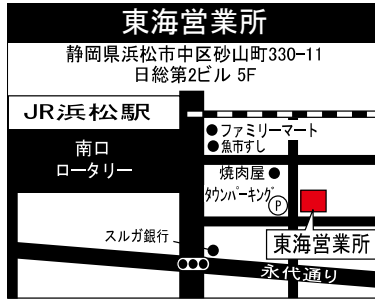 東海営業所
静岡県浜松市中区砂山町330-11
日総第2ビル 5F
JR浜松駅
南口
ロータリー
ファミリーマート
魚市すし
焼肉屋
タウンパーキング
P
スルガ銀行
東海営業所
永代通り